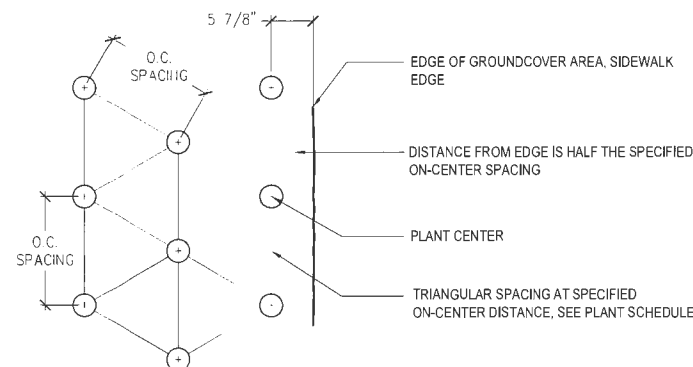 5 7/8"
O.C.
SPACING
EDGE OF GROUNDCOVER AREA, SIDEWALK
EDGE
DISTANCE FROM EDGE IS HALF THE SPECIFIED
ON-CENTER SPACING
O.C.
SPACING
PLANT CENTER
TRIANGULAR SPACING AT SPECIFIED
ON-CENTER DISTANCE, SEE PLANT SCHEDULE